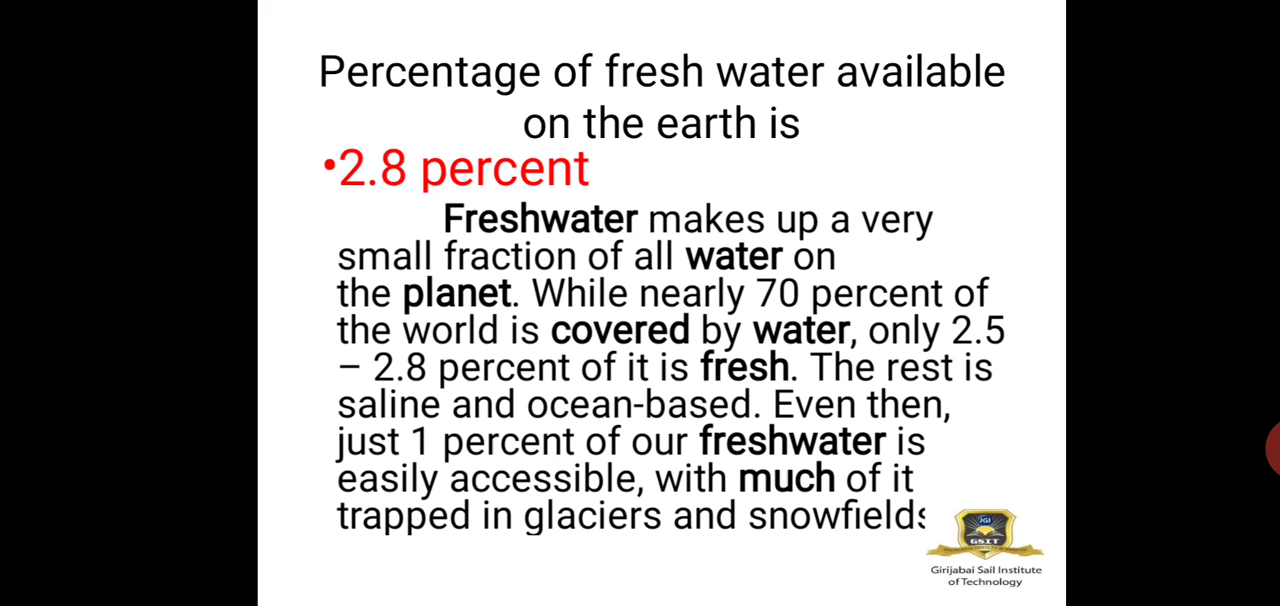 Percentage of fresh water available
on the earth is
•2.8 percent
Freshwater makes up a very
small fraction of all water on
the planet. While nearly 70 percent of
the world is covered by water, only 2.5
– 2.8 percent of it is fresh. The rest is
saline and ocean-based. Even then,
just 1 percent of our freshwater is
easily accessible, with much of it
trapped in glaciers and snowfields
JGI
GSIT
Girijabai Sail Institute
of Technology